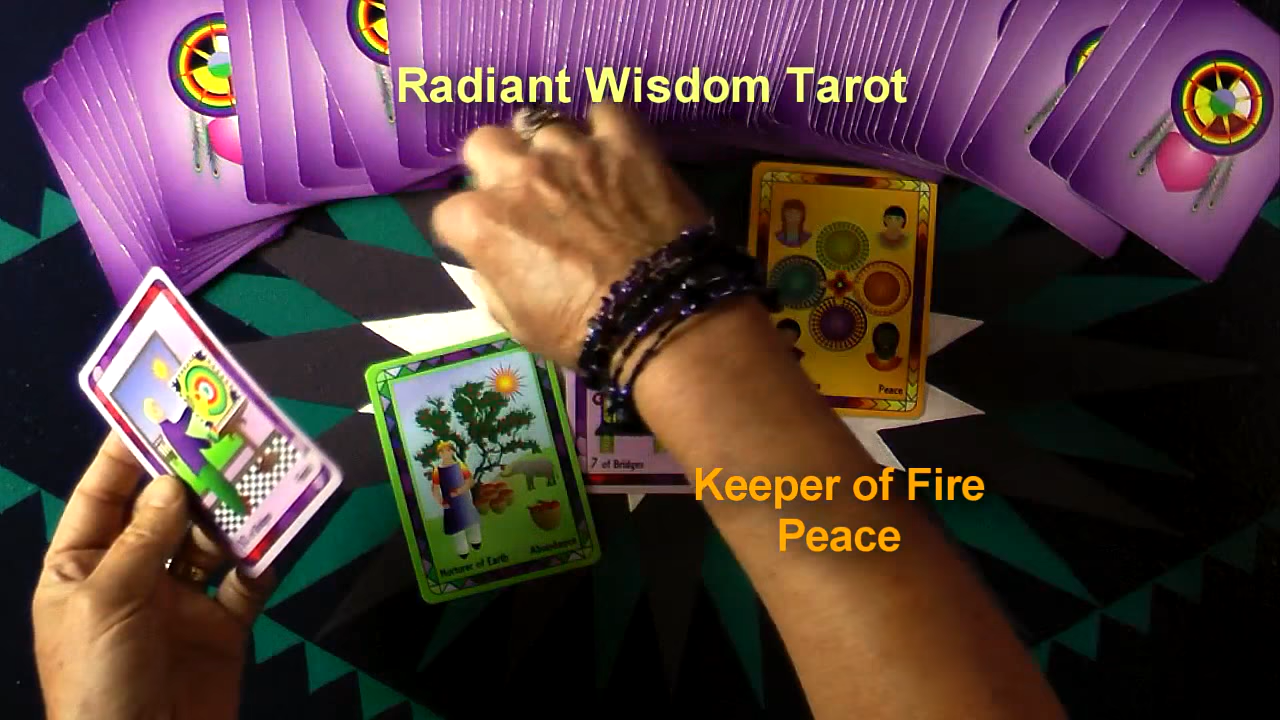 Radiant Wisdom Tarot
Peace
7 of Bridges
Keeper of Fire
Peace
Abundance
Nurturer of Earth